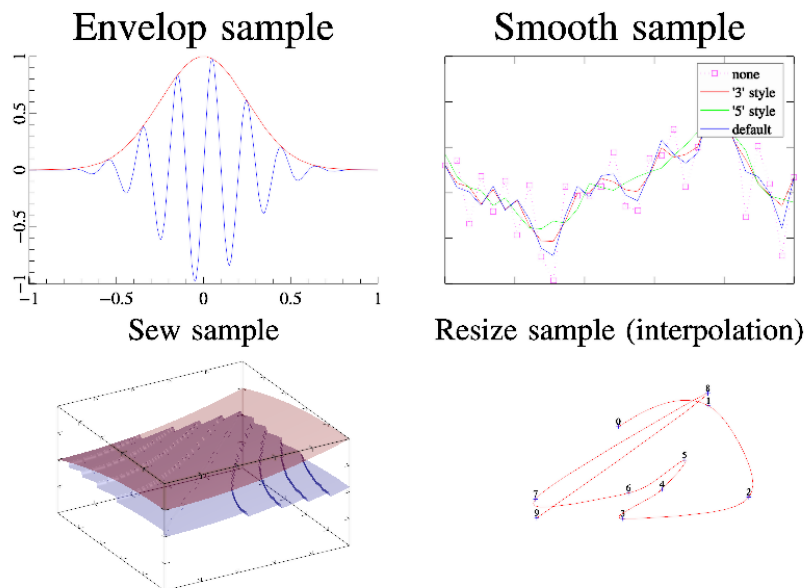 Envelop sample
Smooth sample
1
0.5
0
−0.5
−1
−1
−0.5
0
0.5
1
none
'3' style
'5' style
default
Sew sample
Resize sample (interpolation)
8
1
0
5
7
6
4
2
9
3